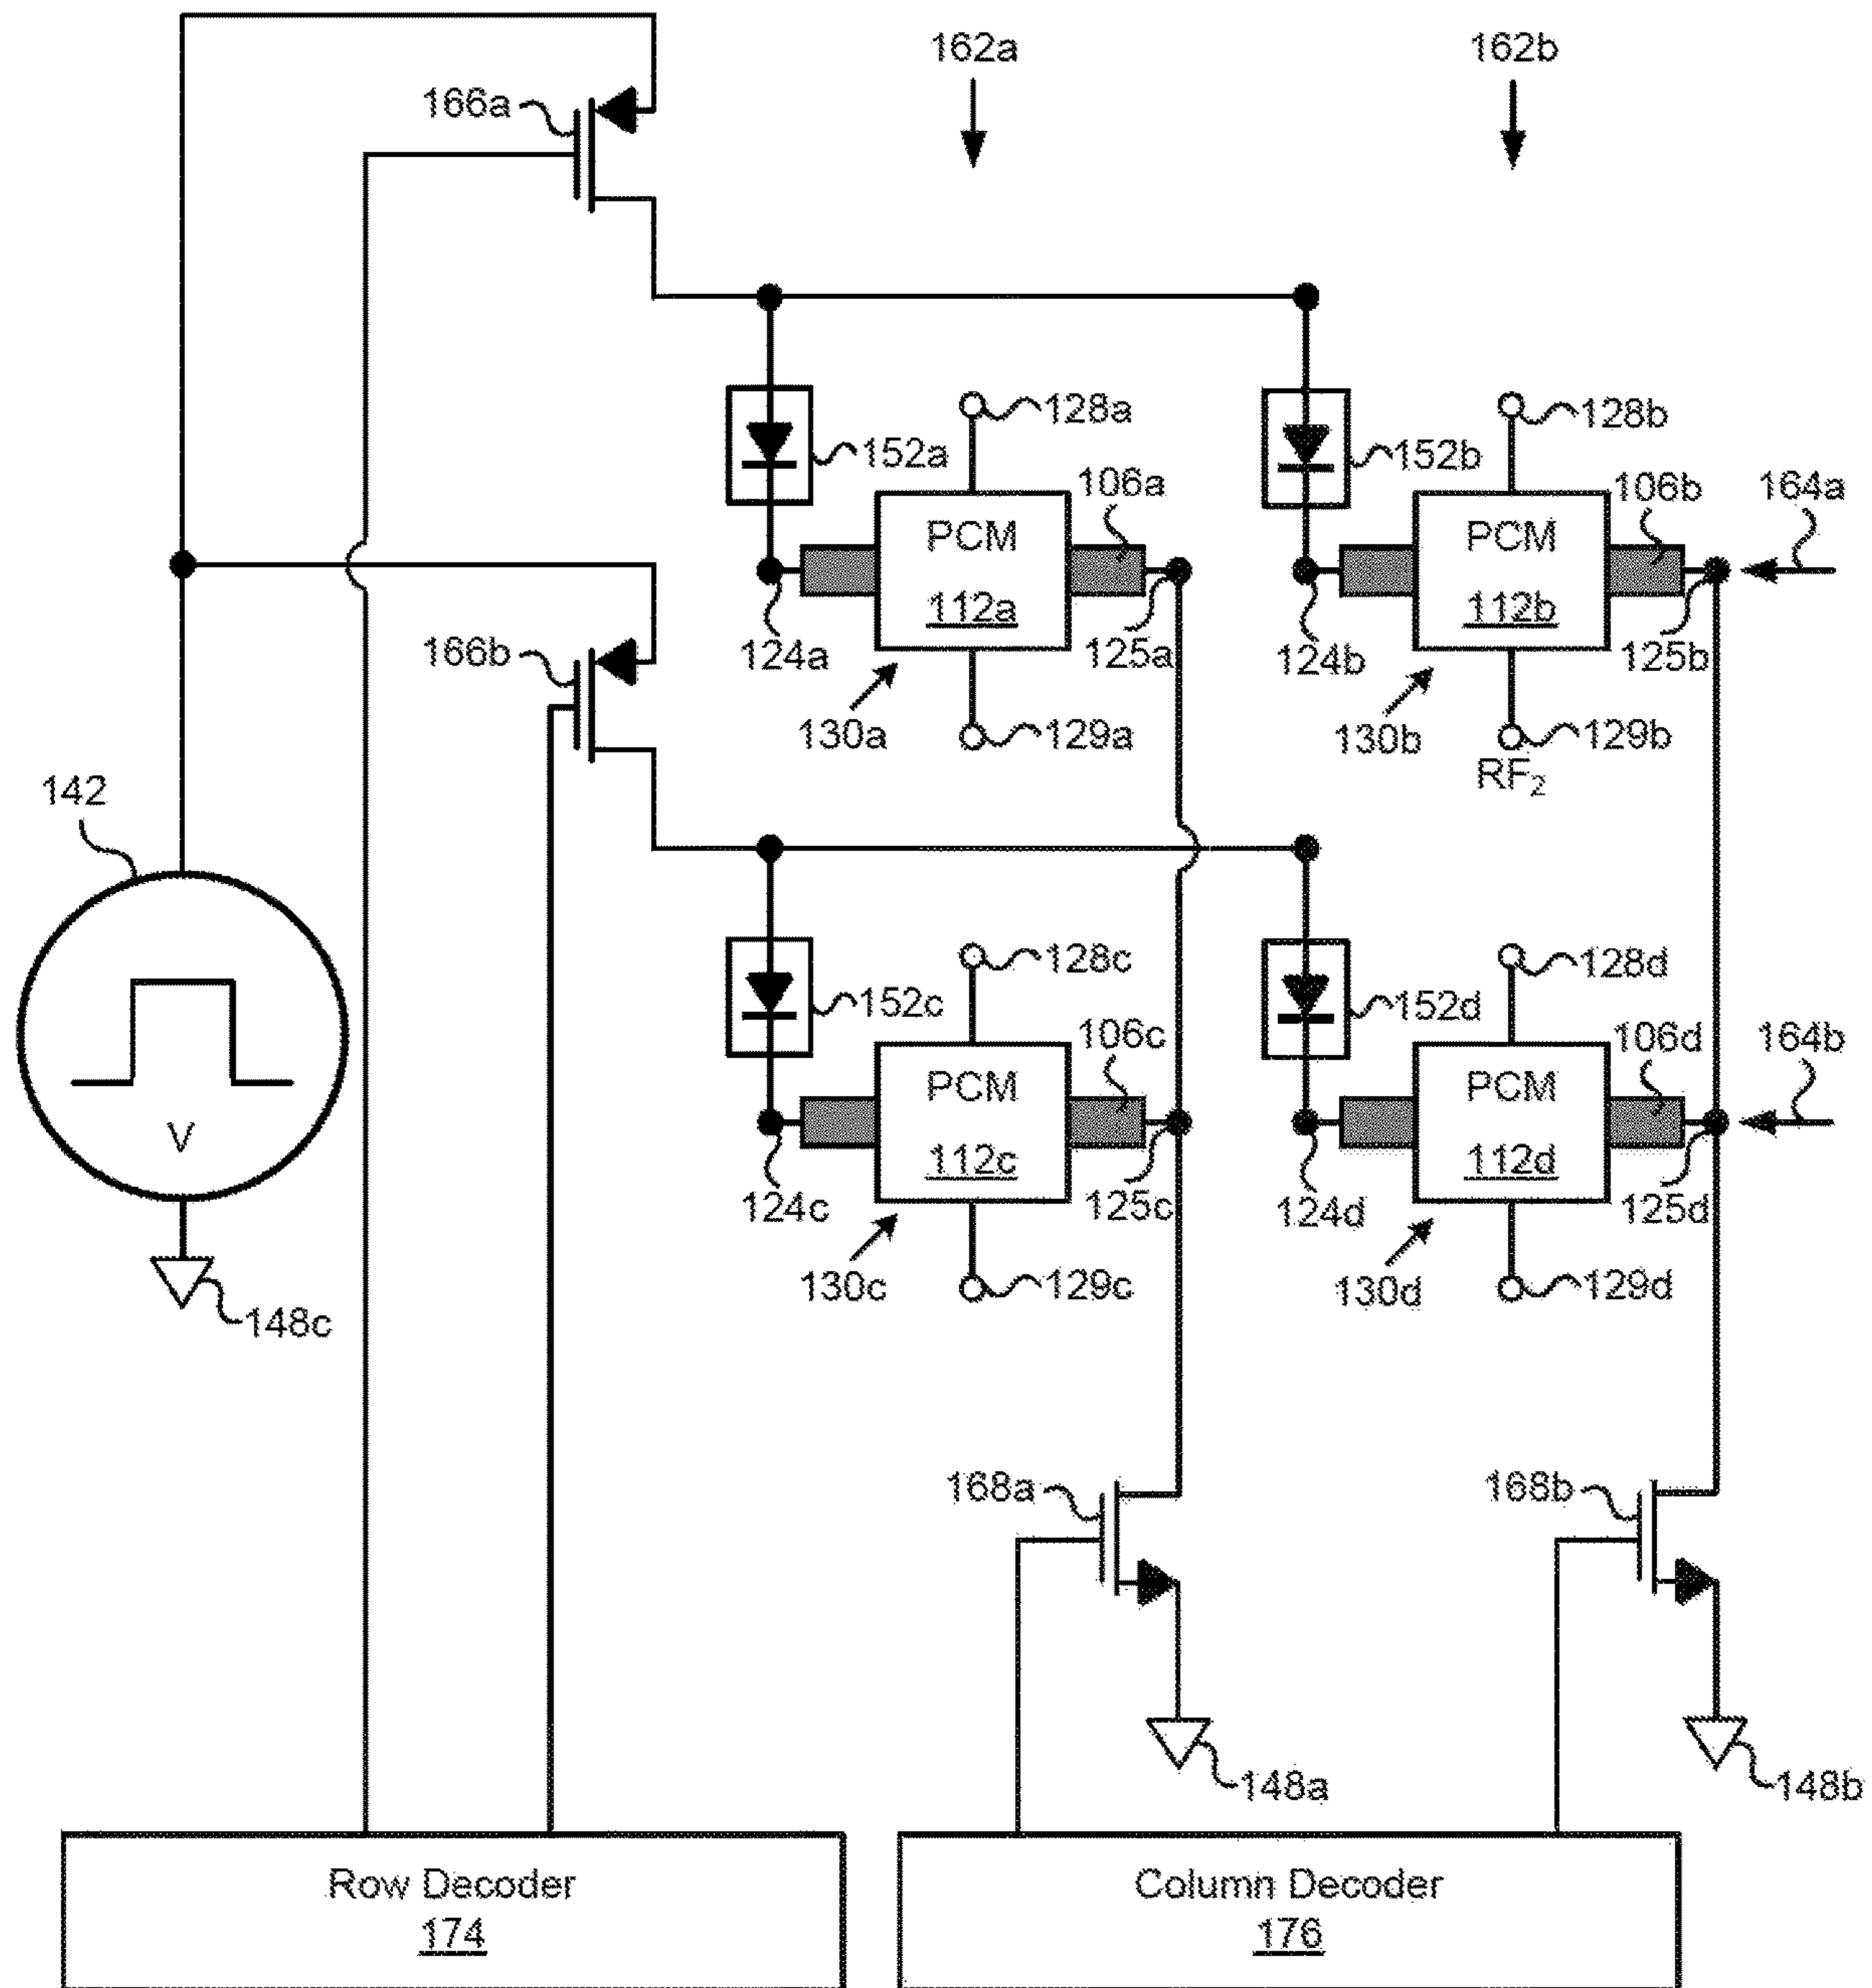 162a
162b
166a
128a
128b
152a
152b
106a
106b
164a
PCM
112a
PCM
112b
124a
125a
124b
125b
166b
130a
129a
130b
129b
RF2
142
128c
128d
152c
152d
106c
106d
164b
PCM
112c
PCM
112d
V
124c
125c
124d
125d
130c
129c
130d
129d
148c
168a
168b
148a
148b
Row Decoder
174
Column Decoder
176